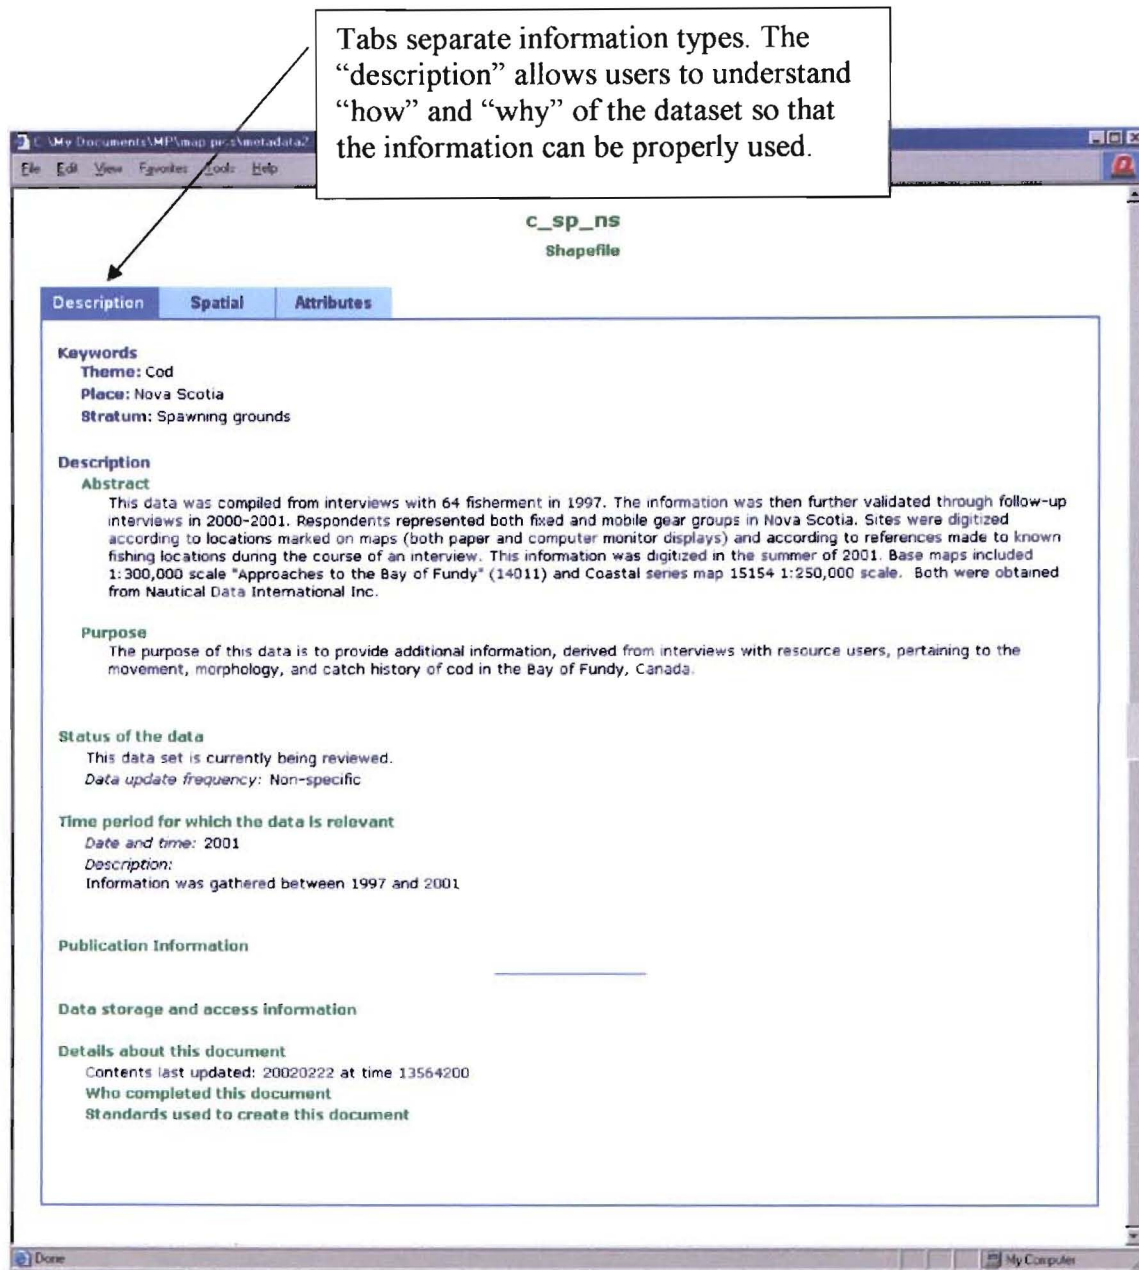 Tabs separate information types. The
“description” allows users to understand
“how” and “why” of the dataset so that
the information can be properly used.
C:\My Documents\MP\map pics\metadata2
File Edit View Favorites Tools Help
c_sp_ns
Shapefile
Description Spatial Attributes
Keywords
Theme: Cod
Place: Nova Scotia
Stratum: Spawning grounds
Description
Abstract
This data was compiled from interviews with 64 fisherment in 1997. The information was then further validated through follow-up
interviews in 2000-2001. Respondents represented both fixed and mobile gear groups in Nova Scotia. Sites were digitized
according to locations marked on maps (both paper and computer monitor displays) and according to references made to known
fishing locations during the course of an interview. This information was digitized in the summer of 2001. Base maps included
1:300,000 scale "Approaches to the Bay of Fundy" (14011) and Coastal series map 15154 1:250,000 scale. Both were obtained
from Nautical Data International Inc.
Purpose
The purpose of this data is to provide additional information, derived from interviews with resource users, pertaining to the
movement, morphology, and catch history of cod in the Bay of Fundy, Canada.
Status of the data
This data set is currently being reviewed.
Data update frequency: Non-specific
Time period for which the data is relevant
Date and time: 2001
Description:
Information was gathered between 1997 and 2001
Publication Information
Data storage and access information
Details about this document
Contents last updated: 20020222 at time 13564200
Who completed this document
Standards used to create this document
Done My Computer